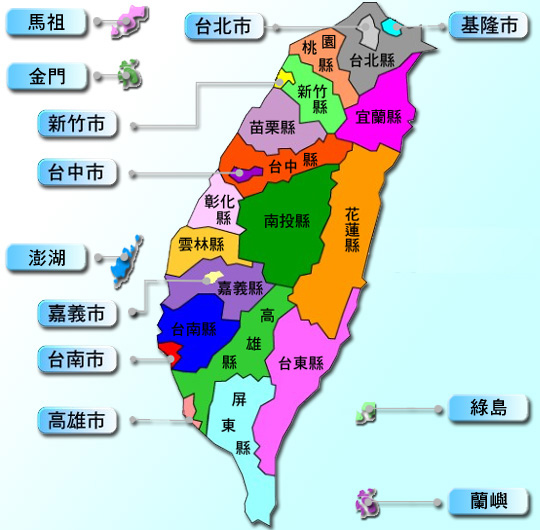 馬祖
台北市
基隆市
桃園縣
台北縣
金門
新竹縣
新竹市
宜蘭縣
苗栗縣
台中市
台中縣
彰化縣
南投縣
花蓮縣
雲林縣
澎湖
嘉義縣
嘉義市
高雄縣
台南縣
台南市
台東縣
屏東縣
綠島
高雄市
蘭嶼